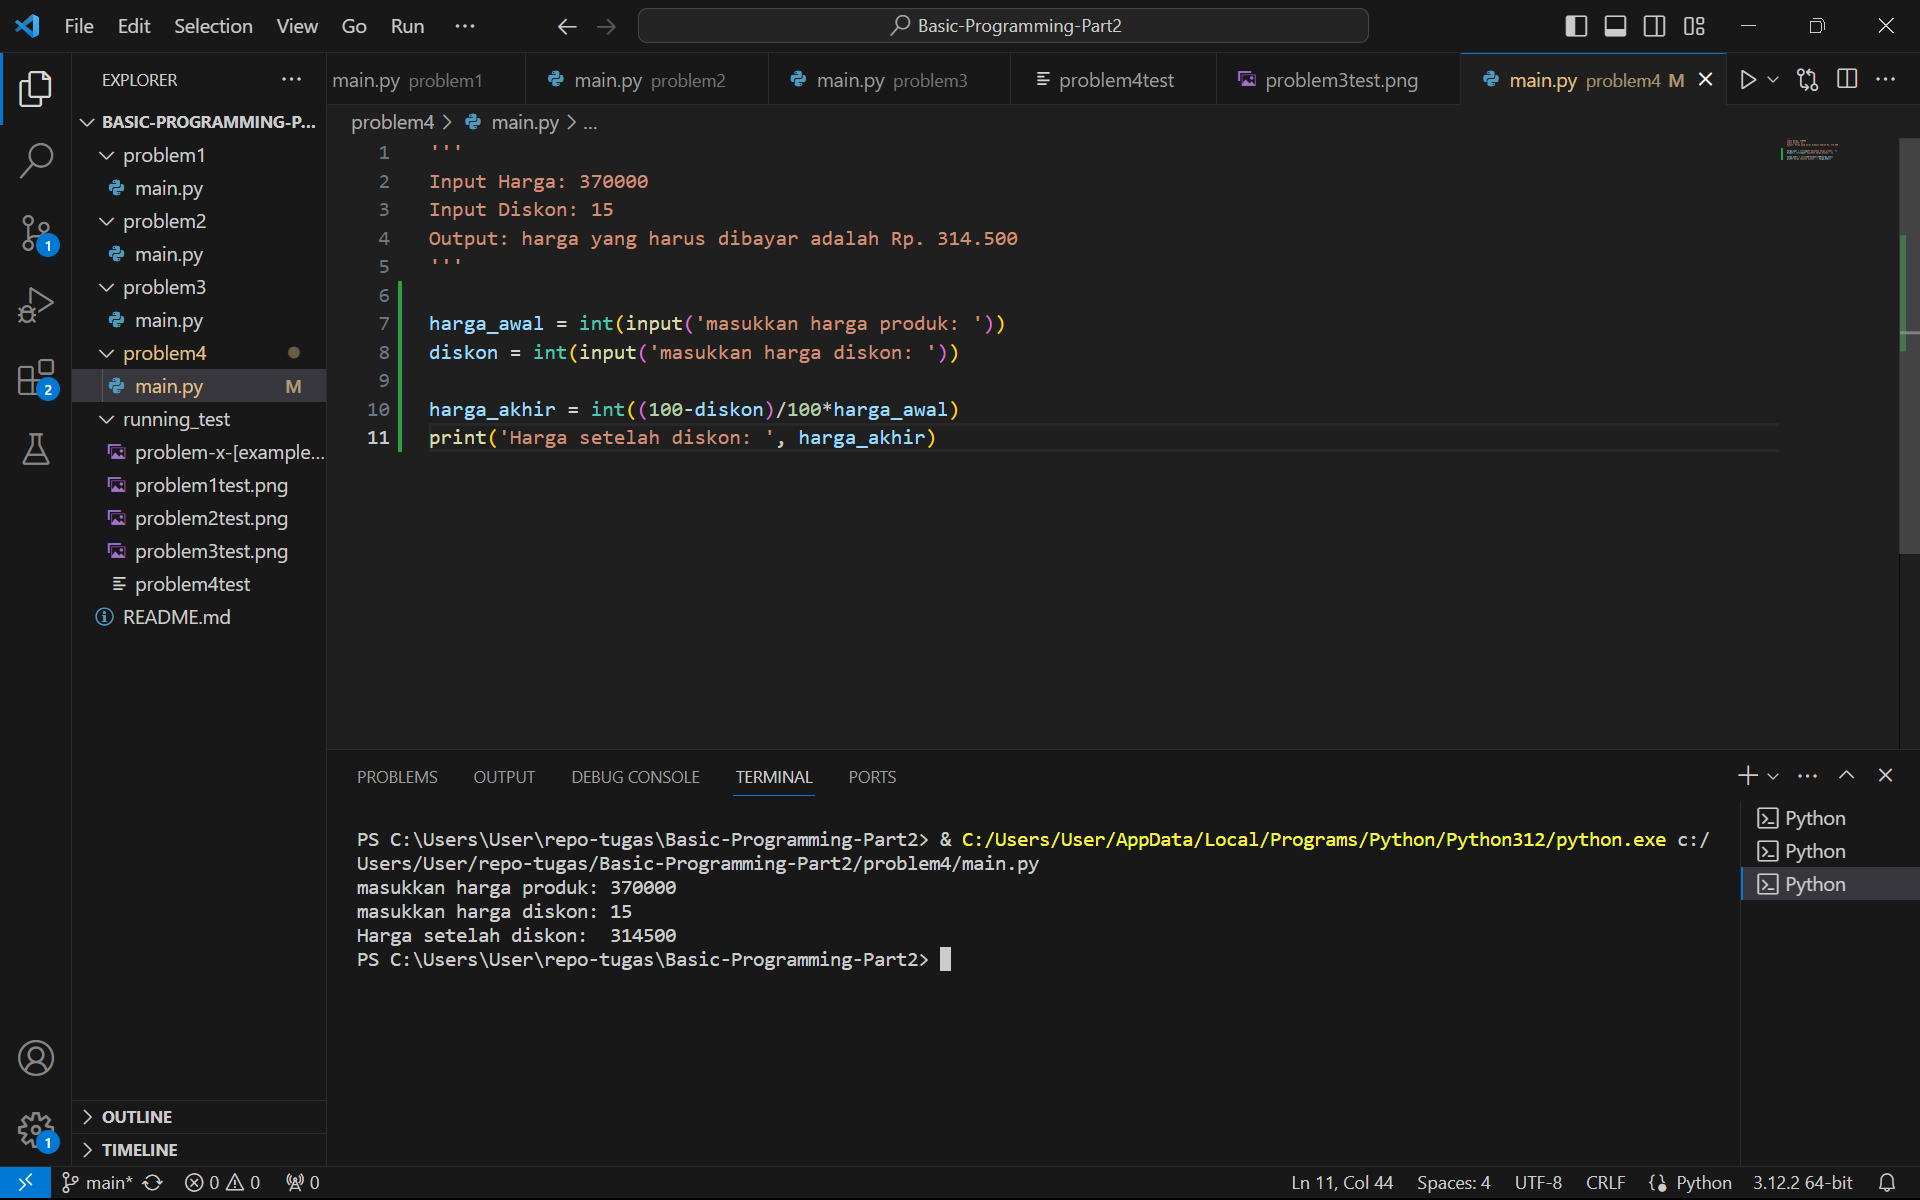 File Edit Selection View Go Run ...
Basic-Programming-Part2
EXPLORER
main.py problem1
main.py problem2
main.py problem3
problem4test
problem3test.png
main.py problem4 M
BASIC-PROGRAMMING-P...
problem1
main.py
problem2
main.py
problem3
main.py
problem4
main.py M
running_test
problem-x-[example...
problem1test.png
problem2test.png
problem3test.png
problem4test
README.md
OUTLINE
TIMELINE
1
2
1
problem4 > main.py > ...
1 '''
2 Input Harga: 370000
3 Input Diskon: 15
4 Output: harga yang harus dibayar adalah Rp. 314.500
5 '''
6
7 harga_awal = int(input('masukkan harga produk: '))
8 diskon = int(input('masukkan harga diskon: '))
9
10 harga_akhir = int((100-diskon)/100*harga_awal)
11 print('Harga setelah diskon: ', harga_akhir)
PROBLEMS OUTPUT DEBUG CONSOLE TERMINAL PORTS
PS C:\Users\User\repo-tugas\Basic-Programming-Part2> & C:/Users/User/AppData/Local/Programs/Python/Python312/python.exe c:/
Users/User/repo-tugas/Basic-Programming-Part2/problem4/main.py
masukkan harga produk: 370000
masukkan harga diskon: 15
Harga setelah diskon:  314500
PS C:\Users\User\repo-tugas\Basic-Programming-Part2>
Python
Python
Python
main* 0 0 0 Ln 11, Col 44 Spaces: 4 UTF-8 CRLF Python 3.12.2 64-bit